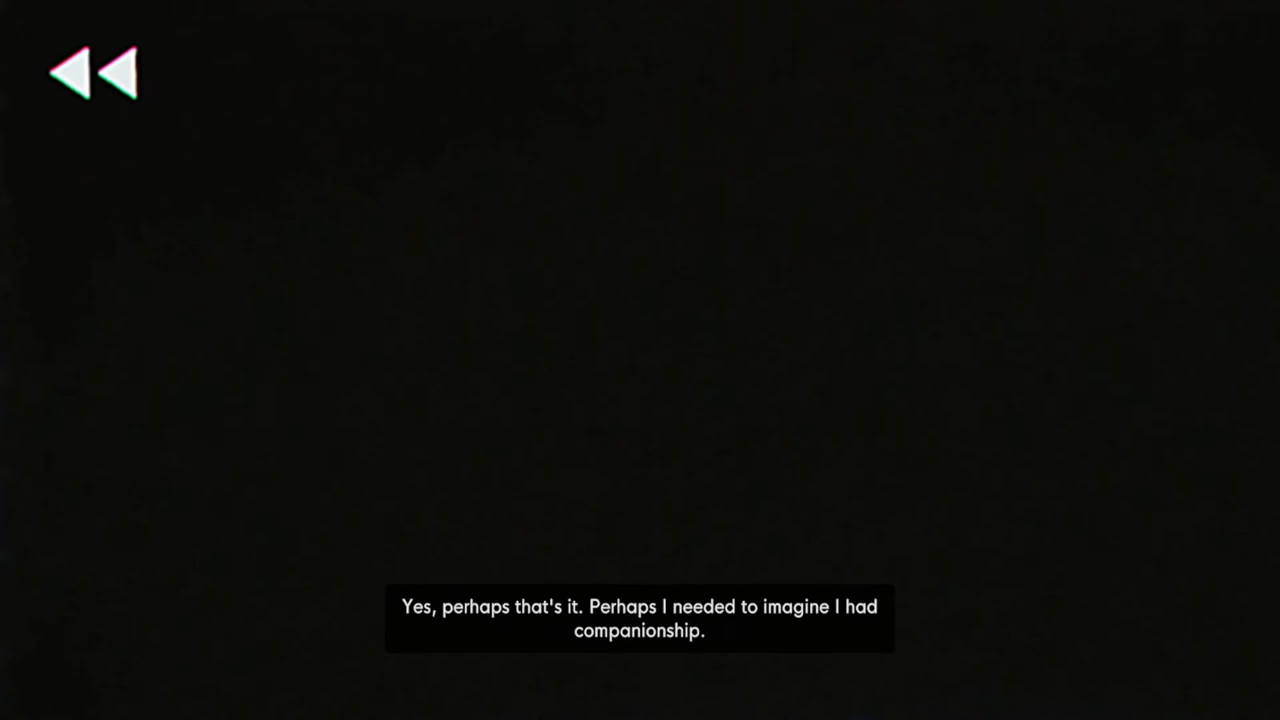 Yes, perhaps that's it. Perhaps I needed to imagine I had
companionship.